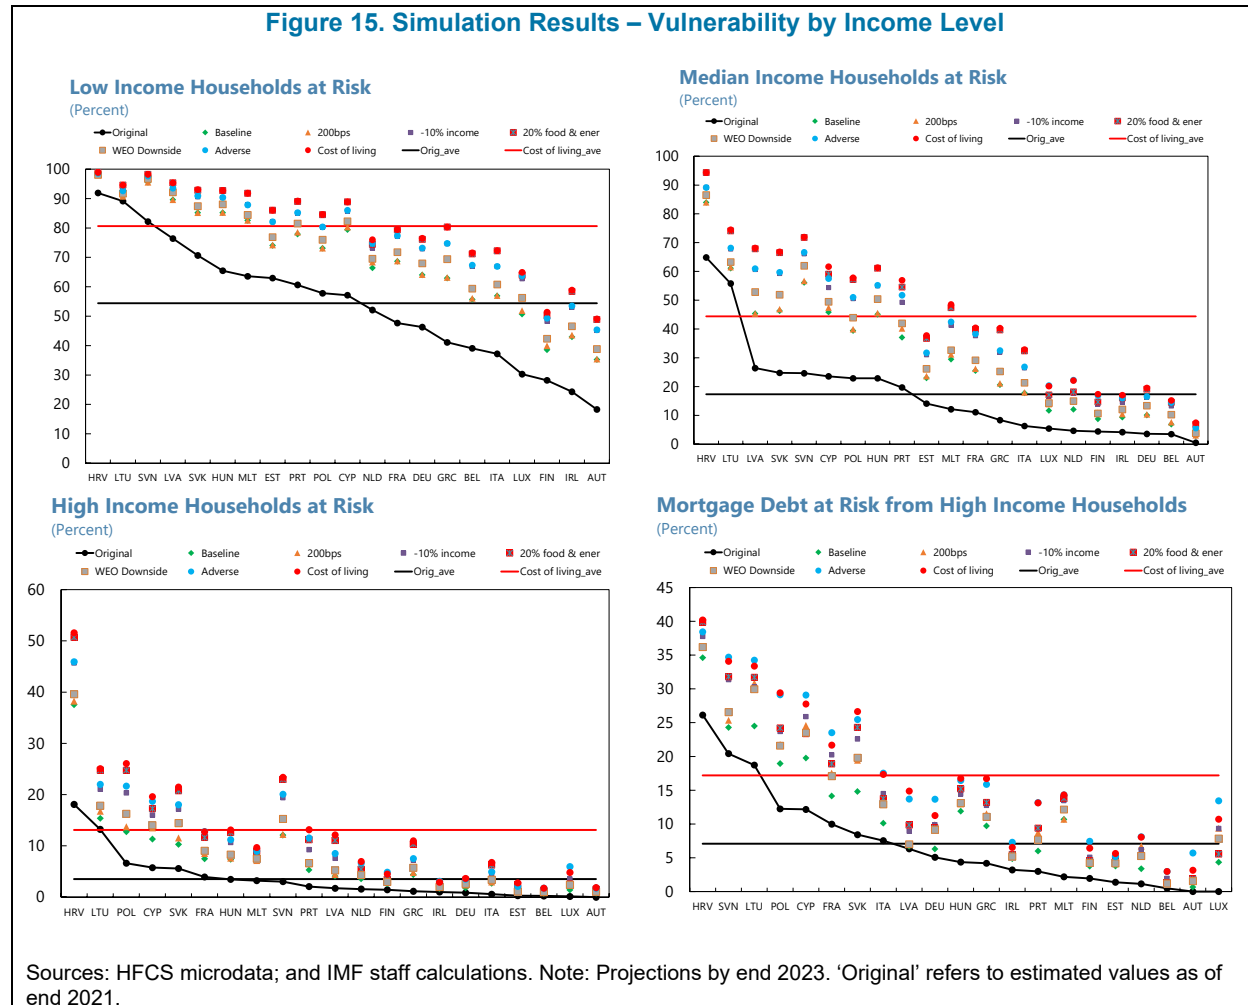 Figure 15. Simulation Results – Vulnerability by Income Level
Low Income Households at Risk
(Percent)
Original Baseline 200bps -10% income 20% food & ener
WEO Downside Adverse Cost of living Orig_ave Cost of living_ave
100
90
80
70
60
50
40
30
20
10
0
HRV LTU SVN LVA SVK HUN MLT EST PRT POL CYP NLD FRA DEU GRC BEL ITA LUX FIN IRL AUT
Median Income Households at Risk
(Percent)
Original Baseline 200bps -10% income 20% food & ener
WEO Downside Adverse Cost of living Orig_ave Cost of living_ave
100
90
80
70
60
50
40
30
20
10
0
HRV LTU LVA SVK SVN CYP POL HUN PRT EST MLT FRA GRC ITA LUX NLD FIN IRL DEU BEL AUT
High Income Households at Risk
(Percent)
Original Baseline 200bps -10% income 20% food & ener
WEO Downside Adverse Cost of living Orig_ave Cost of living_ave
60
50
40
30
20
10
0
HRV LTU POL CYP SVK FRA HUN MLT SVN PRT LVA NLD FIN GRC IRL DEU ITA EST BEL LUX AUT
Mortgage Debt at Risk from High Income Households
(Percent)
Original Baseline 200bps -10% income 20% food & ener
WEO Downside Adverse Cost of living Orig_ave Cost of living_ave
45
40
35
30
25
20
15
10
5
0
HRV SVN LTU POL CYP FRA SVK ITA LVA DEU HUN GRC IRL PRT MLT FIN EST NLD BEL AUT LUX
Sources: HFCS microdata; and IMF staff calculations. Note: Projections by end 2023. ‘Original’ refers to estimated values as of
end 2021.